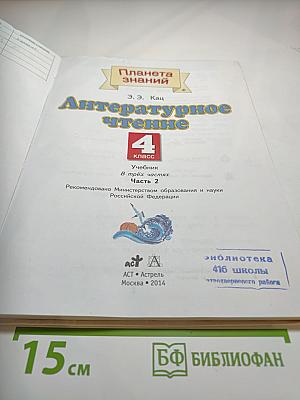 Планета
знаний
Э. Э. Кац
Литературное
чтение
4
КЛАСС
Учебник
В трёх частях
Часть 2
Рекомендовано Министерством образования и науки
Российской Федерации
АСТ • Астрель
Москва • 2014
БИБЛИОТЕКА
416 школы
15 см
БФ БИБЛИОФАН